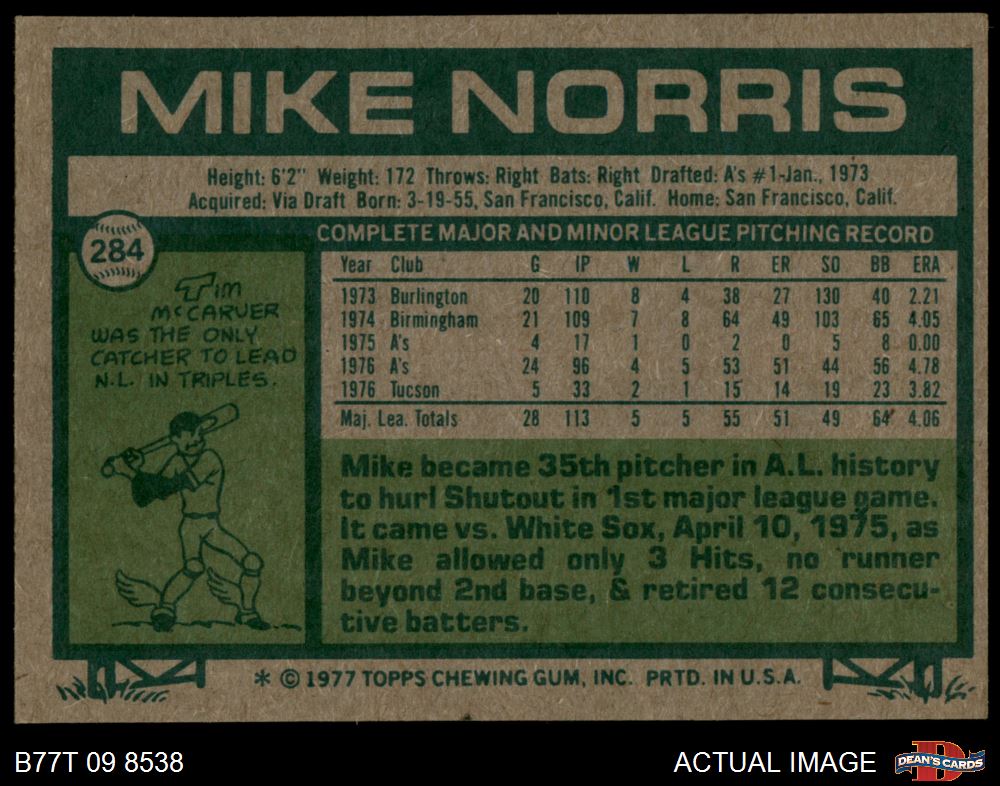 MIKE NORRIS
Height: 6'2" Weight: 172 Throws: Right Bats: Right Drafted: A's #1-Jan., 1973
Acquired: Via Draft Born: 3-19-55, San Francisco, Calif. Home: San Francisco, Calif.
284
COMPLETE MAJOR AND MINOR LEAGUE PITCHING RECORD
Year Club G IP W L R ER SO BB ERA
1973 Burlington 20 110 8 4 38 27 130 40 2.21
1974 Birmingham 21 109 7 8 64 49 103 65 4.05
1975 A's 4 17 1 0 2 0 5 8 0.00
1976 A's 24 96 4 5 53 51 44 56 4.78
1976 Tucson 5 33 2 1 15 14 19 23 3.82
Maj. Lea. Totals 28 113 5 5 55 51 49 64 4.06
Tim
McCARVER
WAS THE ONLY
CATCHER TO LEAD
N.L. IN TRIPLES.
Mike became 35th pitcher in A.L. history
to hurl Shutout in 1st major league game.
It came vs. White Sox, April 10, 1975, as
Mike allowed only 3 Hits, no runner
beyond 2nd base, & retired 12 consecu-
tive batters.
* © 1977 TOPPS CHEWING GUM, INC. PRTD. IN U.S.A.
B77T 09 8538
ACTUAL IMAGE
D
DEAN'S CARDS